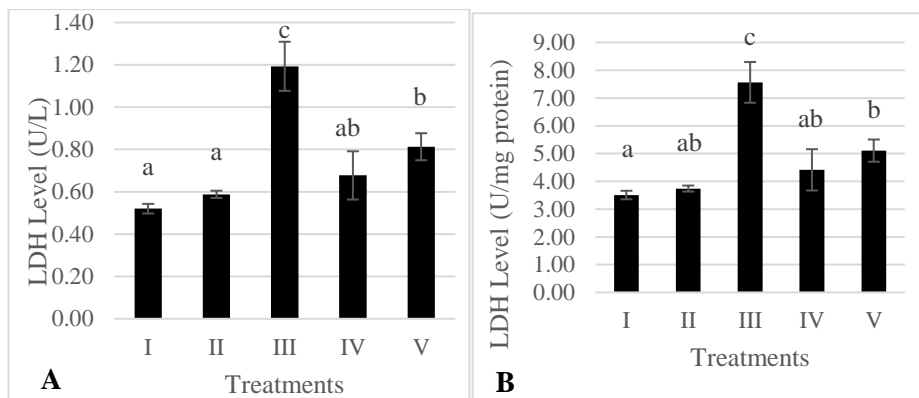 LDH Level (U/L)
1.40
1.20
1.00
0.80
0.60
0.40
0.20
0.00
a
a
c
ab
b
I II III IV V
Treatments
A
LDH Level (U/mg protein)
9.00
8.00
7.00
6.00
5.00
4.00
3.00
2.00
1.00
0.00
a
ab
c
ab
b
I II III IV V
Treatments
B